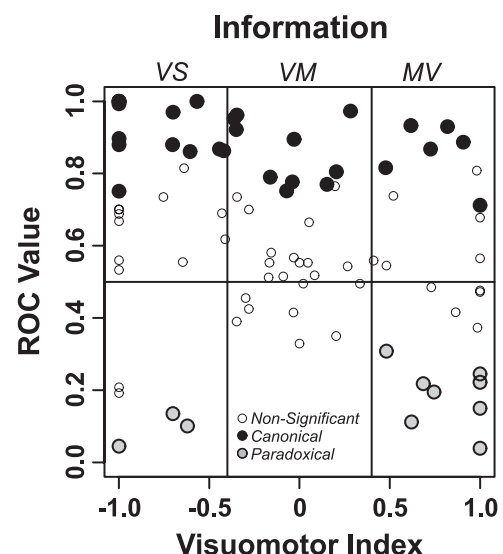 Information
VS VM MV
1.0
0.8
0.6
0.4
0.2
0.0
ROC Value
Non-Significant
Canonical
Paradoxical
-1.0 -0.5 0 0.5 1.0
Visuomotor Index